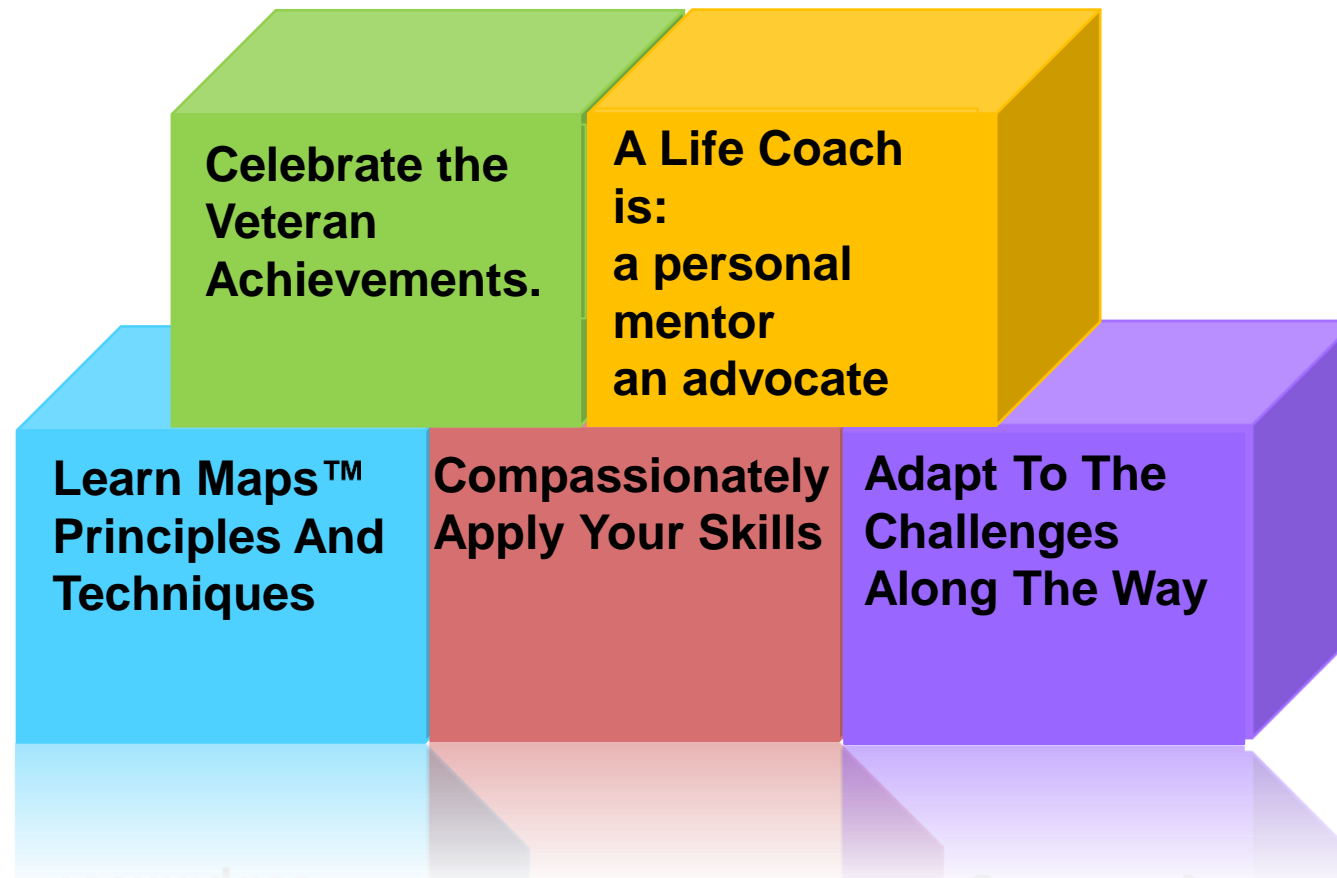 Celebrate the
Veteran
Achievements.
A Life Coach
is:
a personal
mentor
an advocate
Learn Maps™
Principles And
Techniques
Compassionately
Apply Your Skills
Adapt To The
Challenges
Along The Way